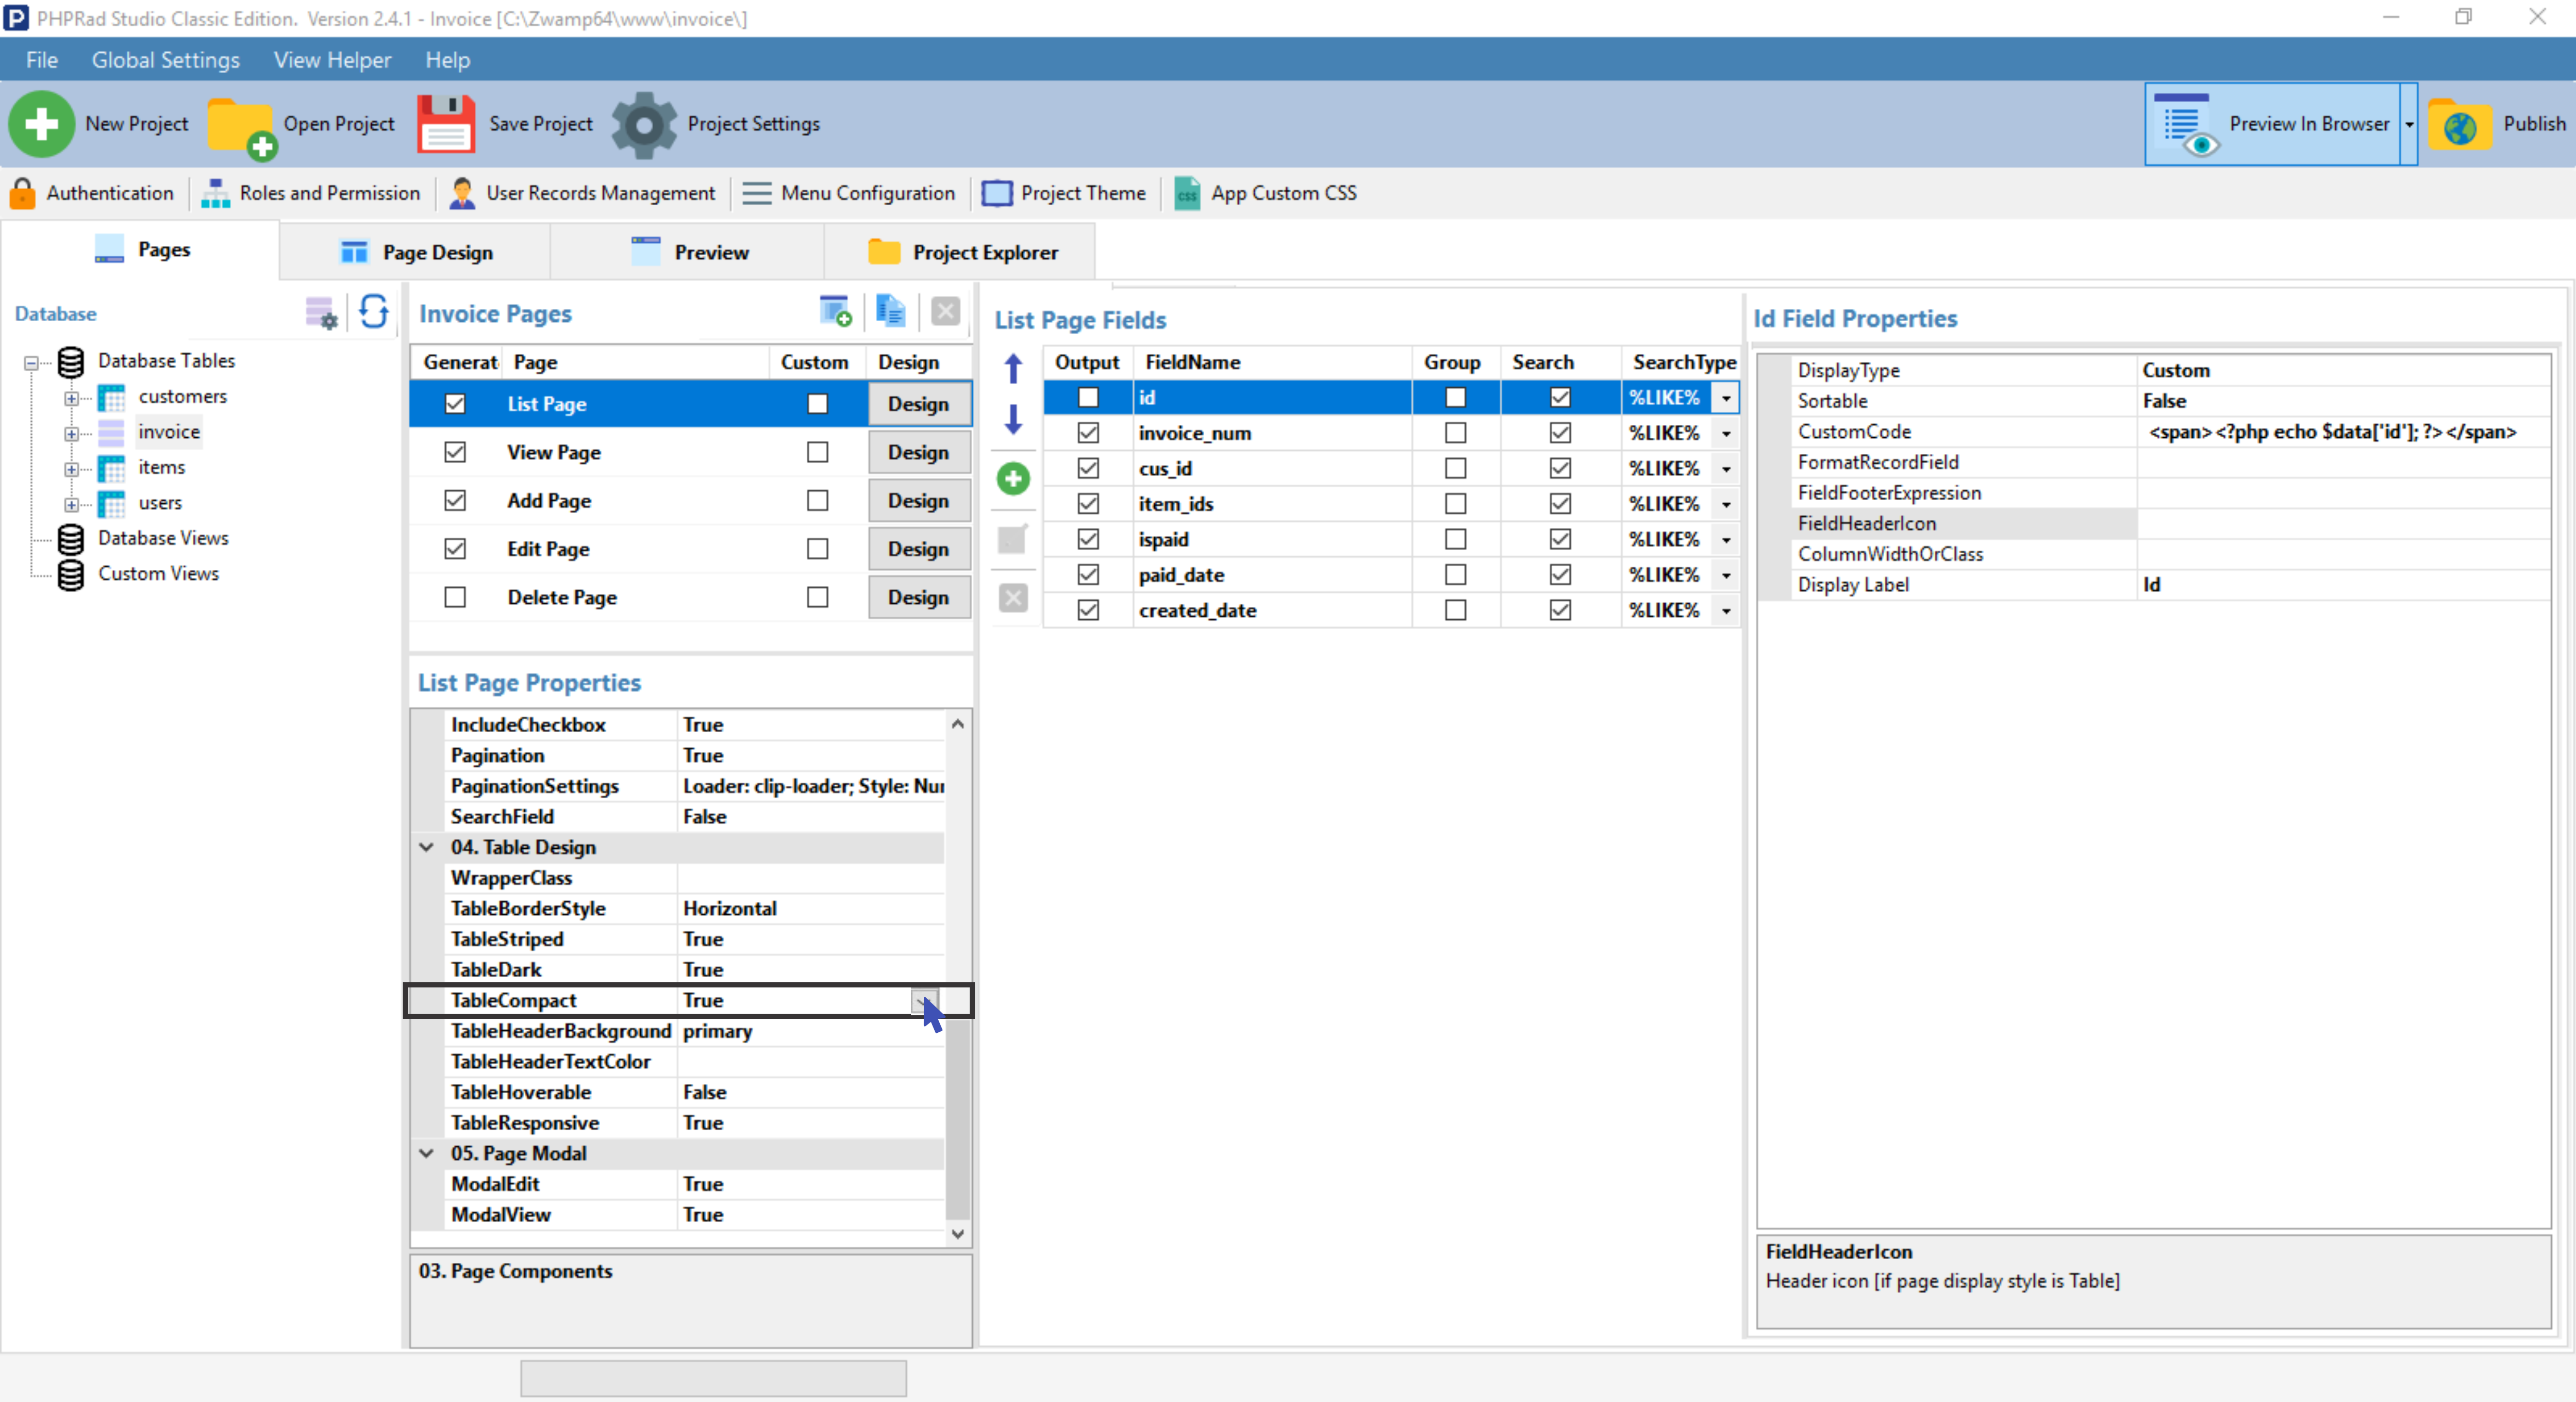 PHPRad Studio Classic Edition.  Version 2.4.1 - Invoice [C:\Zwamp64\www\invoice\]
File Global Settings View Helper Help
New Project Open Project Save Project Project Settings Preview In Browser Publish
Authentication Roles and Permission User Records Management Menu Configuration Project Theme App Custom CSS
Pages Page Design Preview Project Explorer
Database
Database Tables
customers
invoice
items
users
Database Views
Custom Views
Invoice Pages
Generat Page Custom Design
List Page Design
View Page Design
Add Page Design
Edit Page Design
Delete Page Design
List Page Properties
IncludeCheckbox True
Pagination True
PaginationSettings Loader: clip-loader; Style: Nu
SearchField False
04. Table Design
WrapperClass
TableBorderStyle Horizontal
TableStriped True
TableDark True
TableCompact True
TableHeaderBackground primary
TableHeaderTextColor
TableHoverable False
TableResponsive True
05. Page Modal
ModalEdit True
ModalView True
03. Page Components
List Page Fields
Output FieldName Group Search SearchType
id %LIKE%
invoice_num %LIKE%
cus_id %LIKE%
item_ids %LIKE%
ispaid %LIKE%
paid_date %LIKE%
created_date %LIKE%
Id Field Properties
DisplayType Custom
Sortable False
CustomCode <span><?php echo $data['id']; ?></span>
FormatRecordField
FieldFooterExpression
FieldHeaderIcon
ColumnWidthOrClass
Display Label Id
FieldHeaderIcon
Header icon [if page display style is Table]